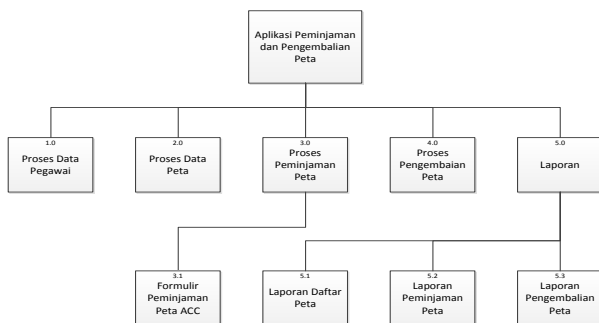 Aplikasi Peminjaman
dan Pengembalian
Peta
1.0
Proses Data
Pegawai
2.0
Proses Data
Peta
3.0
Proses
Peminjaman
Peta
4.0
Proses
Pengembaian
Peta
5.0
Laporan
3.1
Formulir
Peminjaman
Peta ACC
5.1
Laporan Daftar
Peta
5.2
Laporan
Peminjaman
Peta
5.3
Laporan
Pengembalian
Peta